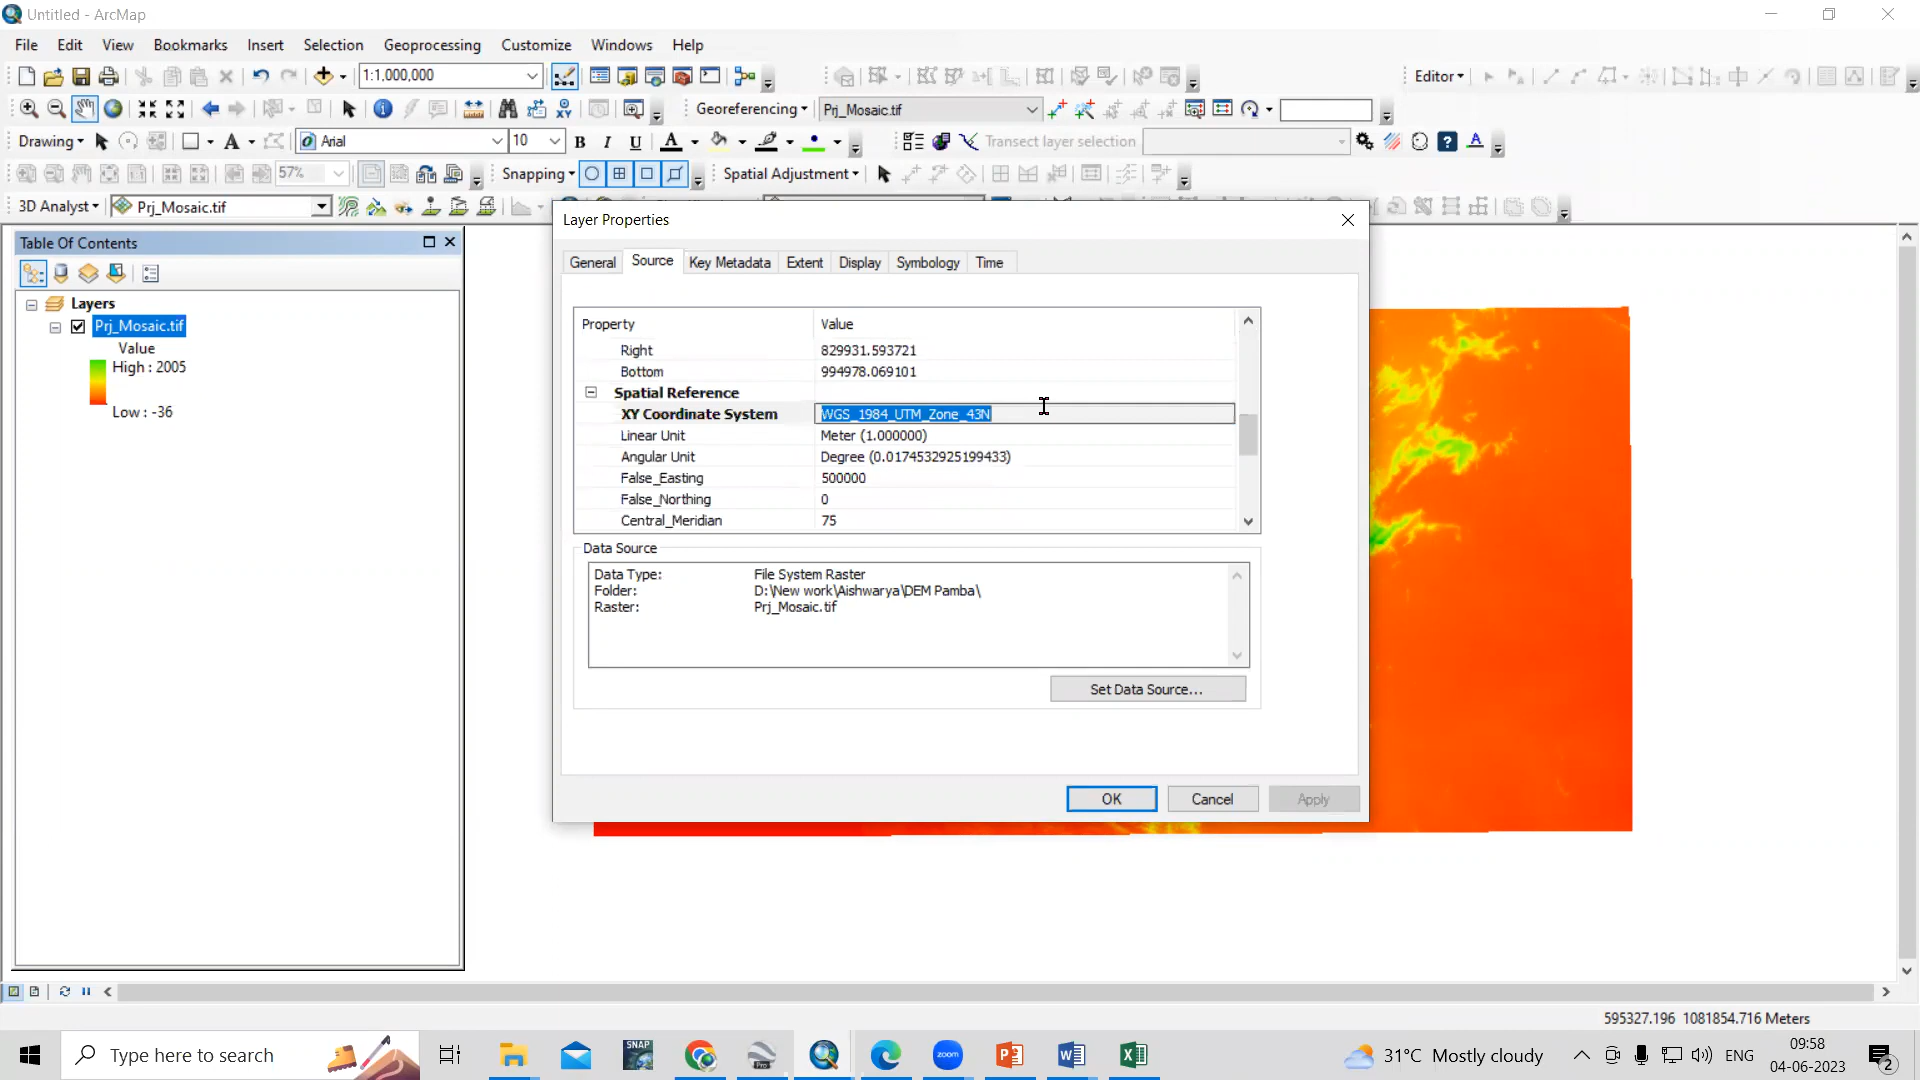 Untitled - ArcMap
File Edit View Bookmarks Insert Selection Geoprocessing Customize Windows Help
1:1,000,000
Editor
Georeferencing Prj_Mosaic.tif
Drawing A Arial 10 B I U A Transect layer selection
57% Snapping Spatial Adjustment
3D Analyst Prj_Mosaic.tif
Table Of Contents
Layers
Prj_Mosaic.tif
Value
High : 2005
Low : -36
Layer Properties
General Source Key Metadata Extent Display Symbology Time
Property Value
Right 829931.593721
Bottom 994978.069101
Spatial Reference
XY Coordinate System WGS_1984_UTM_Zone_43N
Linear Unit Meter (1.000000)
Angular Unit Degree (0.0174532925199433)
False_Easting 500000
False_Northing 0
Central_Meridian 75
Data Source
Data Type: File System Raster
Folder: D:\New work\Aishwarya\DEM Pamba\
Raster: Prj_Mosaic.tif
Set Data Source...
OK Cancel Apply
595327.196 1081854.716 Meters
Type here to search
SNAP
Pro
zoom
31°C Mostly cloudy
ENG
09:58
04-06-2023
2